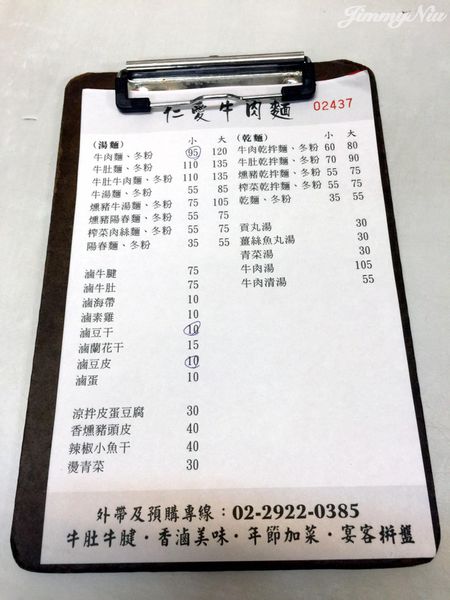 JimmyNiu
仁愛牛肉麵 02437
(湯麵) 小 大
牛肉麵、冬粉 95 120
牛肚麵、冬粉 110 135
牛肚牛肉麵、冬粉 110 135
牛湯麵、冬粉 55 85
燻豬牛湯麵、冬粉 75 105
燻豬陽春麵、冬粉 55 75
榨菜肉絲麵、冬粉 55 75
陽春麵、冬粉 35 55
滷牛腱 75
滷牛肚 75
滷海帶 10
滷素雞 10
滷豆干 10
滷蘭花干 15
滷豆皮 10
滷蛋 10
涼拌皮蛋豆腐 30
香燻豬頭皮 40
辣椒小魚干 40
燙青菜 30
(乾麵) 小 大
牛肉乾拌麵、冬粉 60 80
牛肚乾拌麵、冬粉 70 90
燻豬乾拌麵、冬粉 55 75
榨菜乾拌麵、冬粉 55 75
乾麵、冬粉 35 55
貢丸湯 30
薑絲魚丸湯 30
青菜湯 30
牛肉湯 105
牛肉清湯 55
外帶及預購專線：02-2922-0385
牛肚牛腱·香滷美味·年節加菜·宴客拼盤